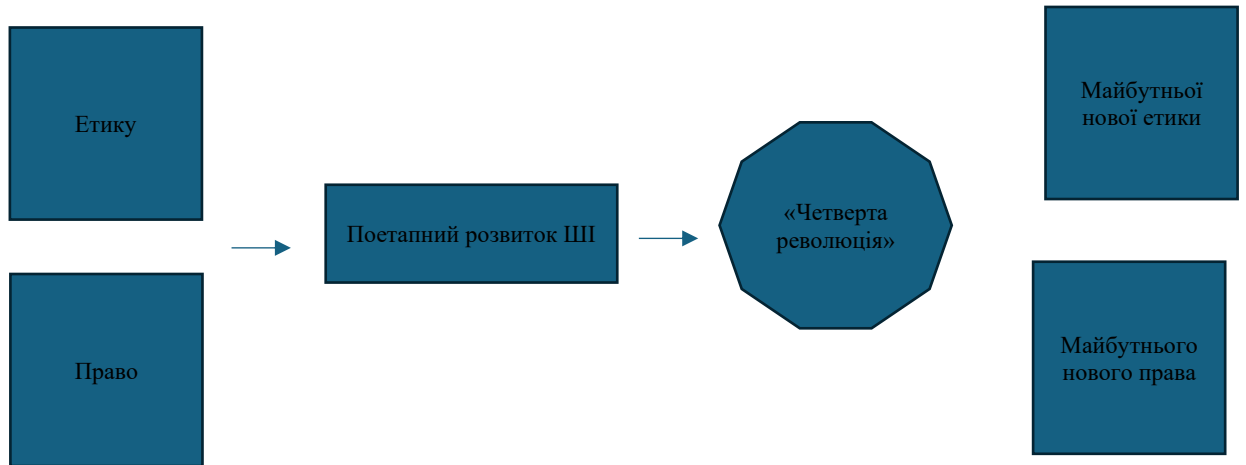 Етику
Право
Поетапний розвиток ШІ
«Четверта
революція»
Майбутньої
нової етики
Майбутнього
нового права